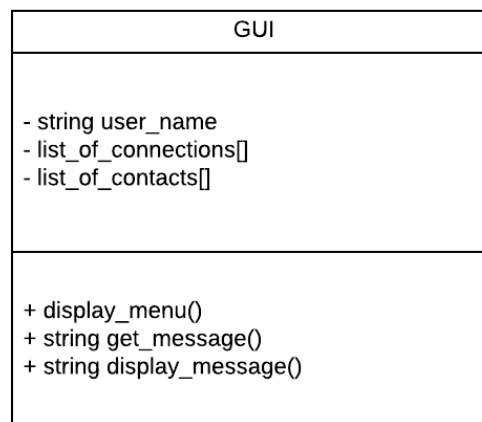 GUI
- string user_name
- list_of_connections[]
- list_of_contacts[]
+ display_menu()
+ string get_message()
+ string display_message()